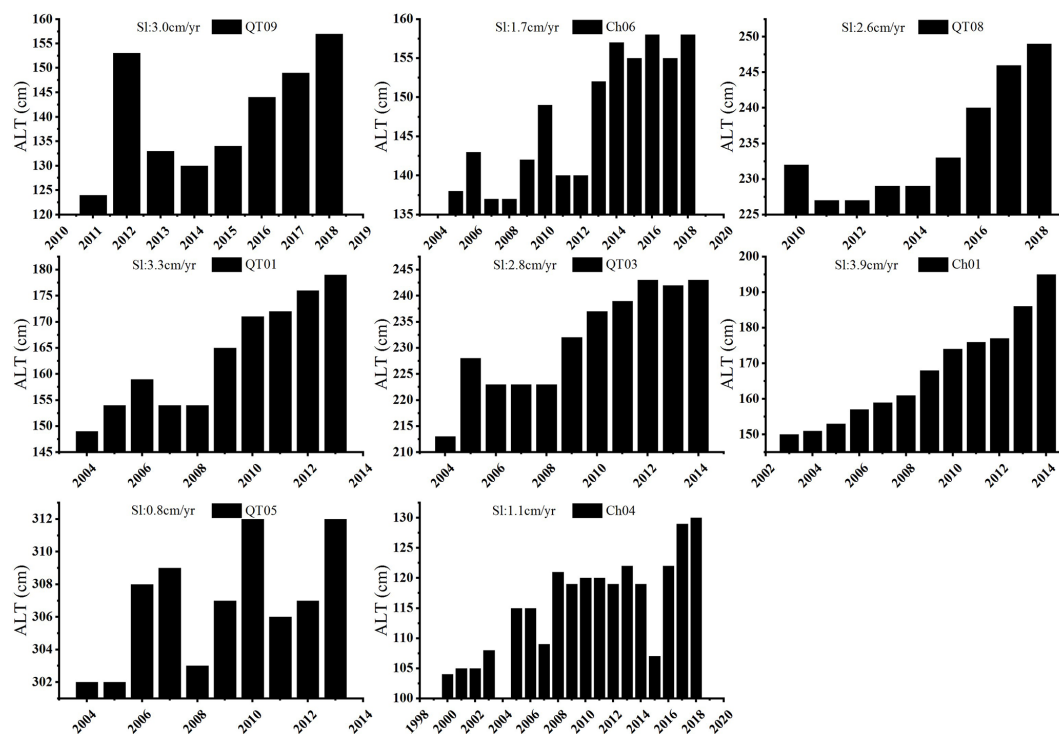 Sl:3.0cm/yr QT09
ALT (cm)
160
155
150
145
140
135
130
125
120
2010 2011 2012 2013 2014 2015 2016 2017 2018 2019
Sl:1.7cm/yr Ch06
ALT (cm)
160
155
150
145
140
135
2004 2006 2008 2010 2012 2014 2016 2018 2020
Sl:2.6cm/yr QT08
ALT (cm)
250
245
240
235
230
225
2010 2012 2014 2016 2018
Sl:3.3cm/yr QT01
ALT (cm)
180
175
170
165
160
155
150
145
2004 2006 2008 2010 2012 2014
Sl:2.8cm/yr QT03
ALT (cm)
245
240
235
230
225
220
215
210
2004 2006 2008 2010 2012 2014
Sl:3.9cm/yr Ch01
ALT (cm)
200
190
180
170
160
150
2002 2004 2006 2008 2010 2012 2014
Sl:0.8cm/yr QT05
ALT (cm)
312
310
308
306
304
302
2004 2006 2008 2010 2012 2014
Sl:1.1cm/yr Ch04
ALT (cm)
130
125
120
115
110
105
100
1998 2000 2002 2004 2006 2008 2010 2012 2014 2016 2018 2020